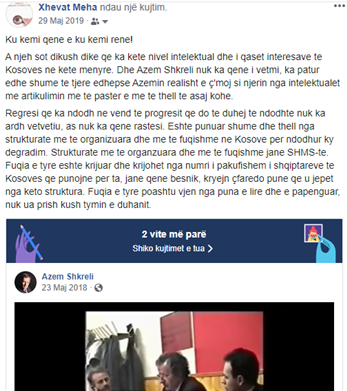 Xhevat Meha ndau një kujtim.
29 Maj 2019
Ku kemi qene e ku kemi rene!
A njeh sot dikush dike qe ka kete nivel intelektual dhe i qaset interesave te
Kosoves ne kete menyre. Dhe Azem Shkreli nuk ka qene i vetmi, ka patur
edhe shume te tjere edhepse Azemin realisht e ç'moj si njerin nga intelektualet
me artikulimin me te paster e me te thell te asaj kohe.
Regresi qe ka ndodh ne vend te progresit qe do te duhej te ndodhte nuk ka
ardh vetvetiu, as nuk ka qene rastesi. Eshte punuar shume dhe thell nga
strukturate me te organizuara dhe me te fuqishme ne Kosove per ndodhur ky
degradim. Strukturate me te organzuara dhe me te fuqishme jane SHMS-te.
Fuqia e tyre eshte krijuar dhe krijohet nga numri i pakufishem i shqiptareve te
Kosoves qe punojne per ta, jane qene besnik, kryejn çfaredo pune qe u jepet
nga keto struktura. Fuqia e tyre poashtu vjen nga puna e lire dhe e papenguar,
nuk ua prish kush tymin e duhanit.
2 vite më parë
Shiko kujtimet e tua
Azem Shkreli
23 Maj 2018